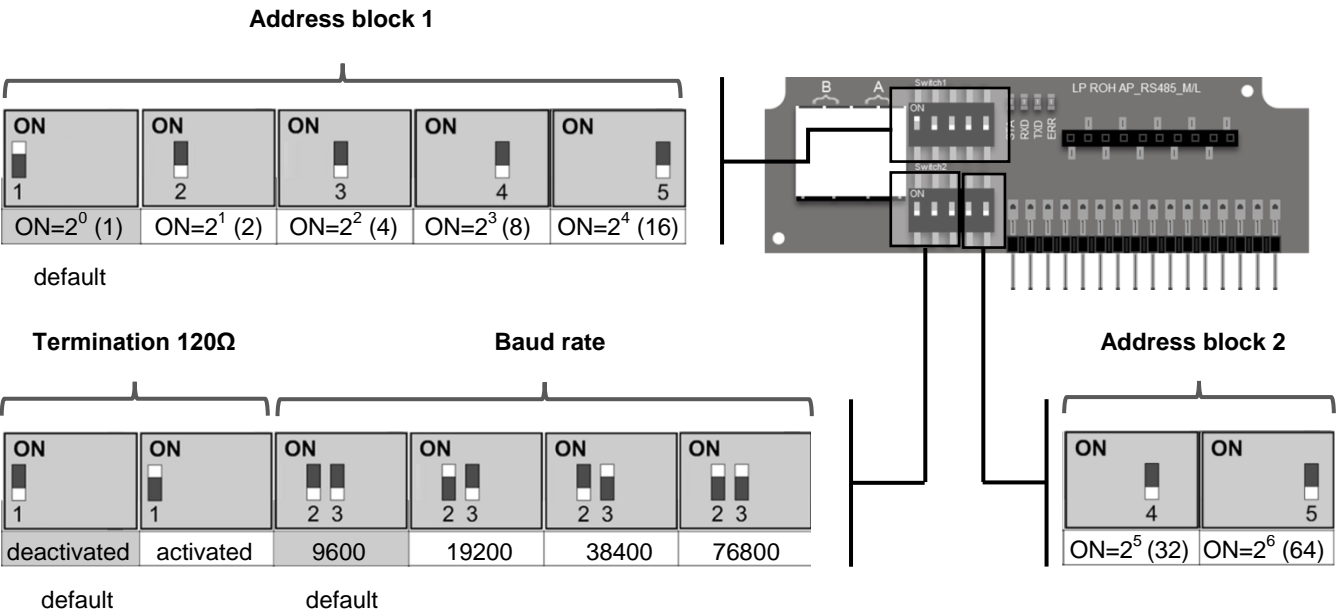 Address block 1
ON ON ON ON ON
1 2 3 4 5
ON=2⁰ (1) ON=2¹ (2) ON=2² (4) ON=2³ (8) ON=2⁴ (16)
default
B A
Switch1
ON
LP ROH AP_RS485_M/L
STA
RXD
TXD
ERR
Switch2
ON
Termination 120Ω Baud rate
ON ON ON ON ON ON
1 1 2 3 2 3 2 3 2 3
deactivated activated 9600 19200 38400 76800
default default
Address block 2
ON ON
4 5
ON=2⁵ (32) ON=2⁶ (64)